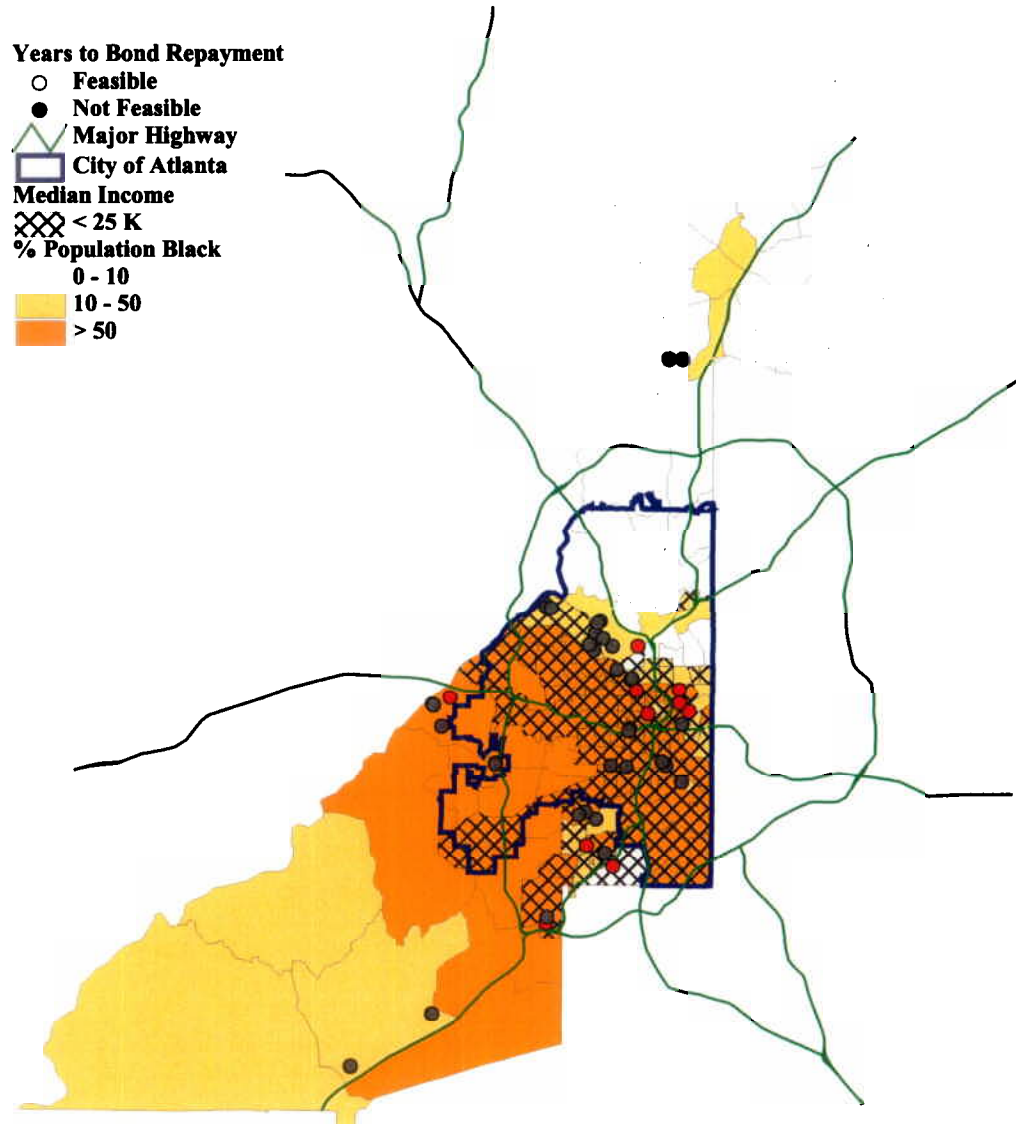 Years to Bond Repayment
Feasible
Not Feasible
Major Highway
City of Atlanta
Median Income
< 25 K
% Population Black
0 - 10
10 - 50
> 50